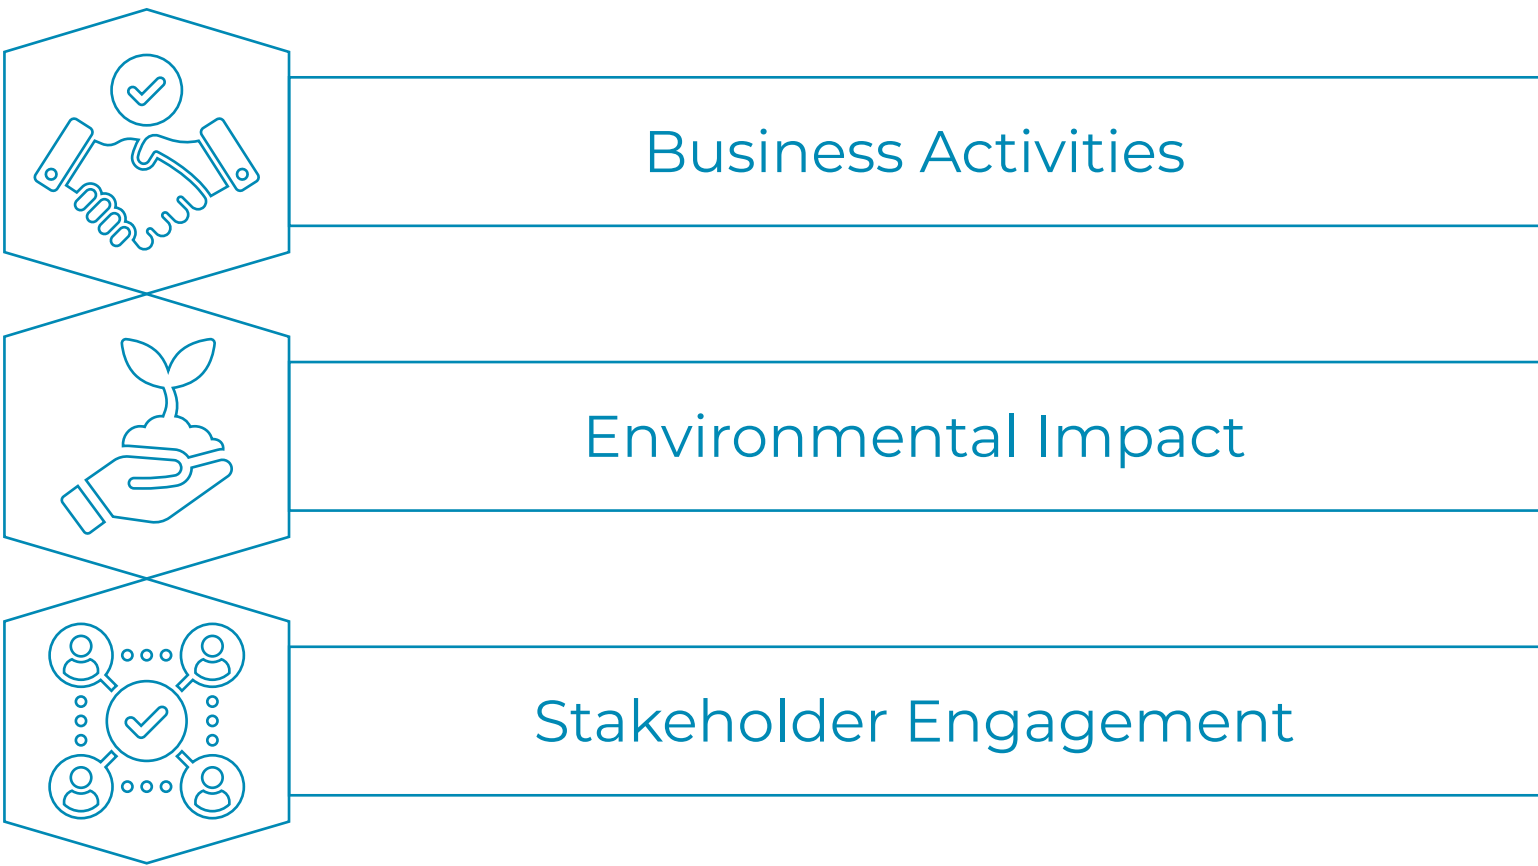 Business Activities
Environmental Impact
Stakeholder Engagement